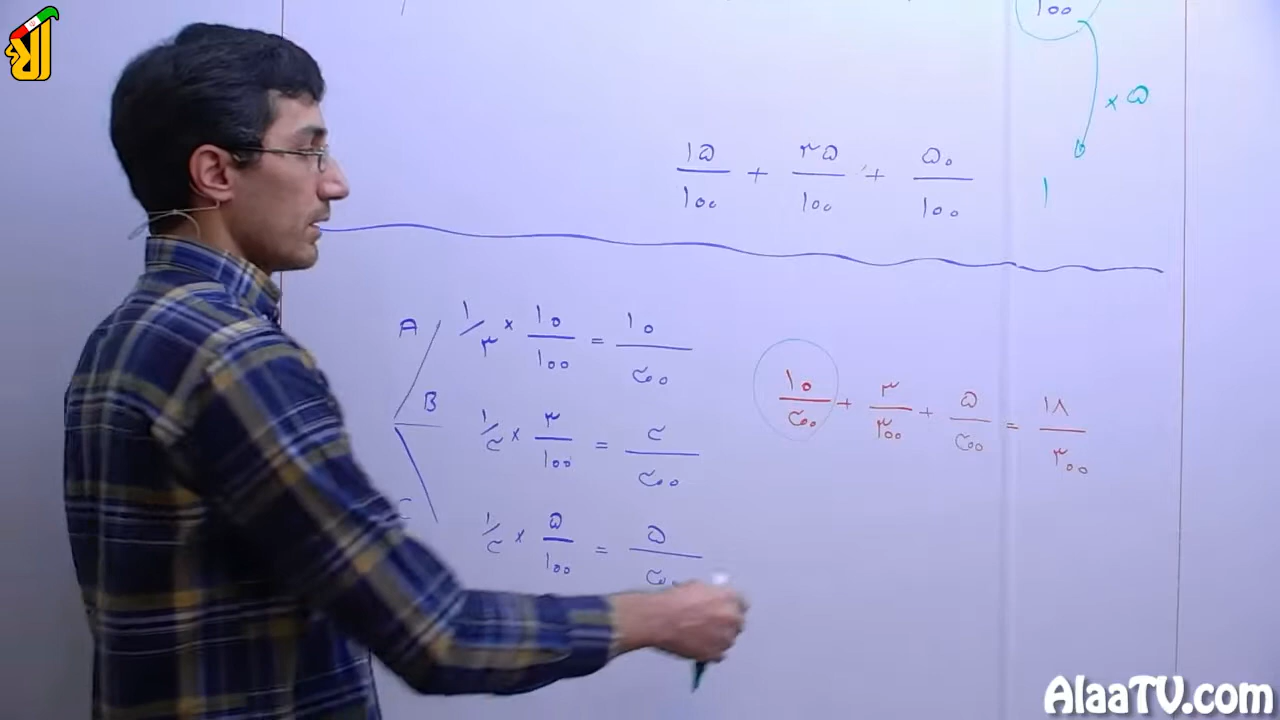 ۱۰۰
× ۵
۱۵/۱۰۰ + ۳۵/۱۰۰ + ۵۰/۱۰۰
۱
A ۱/۳ × ۱۰/۱۰۰ = ۱۰/۳۰۰
B ۱/۳ × ۳/۱۰۰ = ۳/۳۰۰
C ۱/۳ × ۵/۱۰۰ = ۵/۳۰۰
۱۰/۳۰۰ + ۳/۳۰۰ + ۵/۳۰۰ = ۱۸/۳۰۰
AlaaTV.com